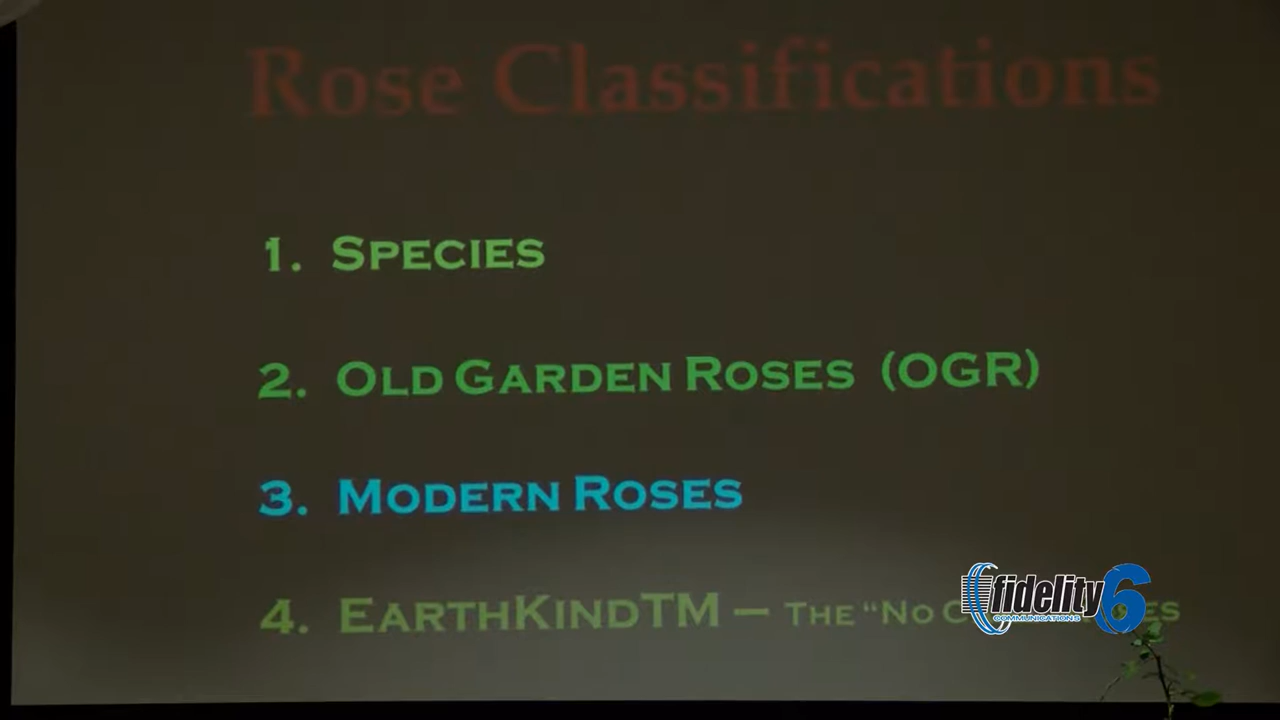 Rose Classifications
1. SPECIES
2. OLD GARDEN ROSES (OGR)
3. MODERN ROSES
4. EARTHKINDTM – THE "NO
fidelity 6
COMMUNICATIONS